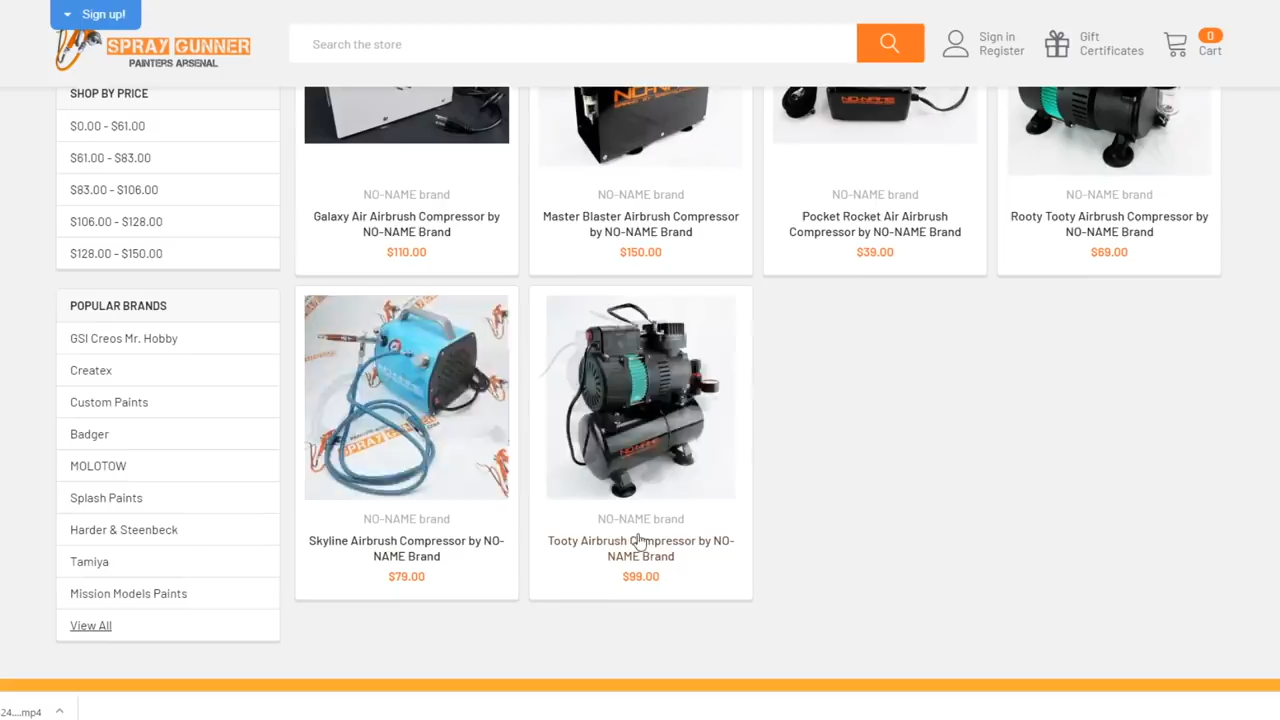 Sign up!
SPRAY GUNNER
PAINTERS ARSENAL
Search the store
Sign in
Register
Gift
Certificates
0
Cart
SHOP BY PRICE
$0.00 - $61.00
$61.00 - $83.00
$83.00 - $106.00
$106.00 - $128.00
$128.00 - $150.00
NO-NAME
NO-NAME brand
Galaxy Air Airbrush Compressor by
NO-NAME Brand
$110.00
NO-NAME brand
Master Blaster Airbrush Compressor
by NO-NAME Brand
$150.00
NO-NAME brand
Pocket Rocket Air Airbrush
Compressor by NO-NAME Brand
$39.00
NO-NAME brand
Rooty Tooty Airbrush Compressor by
NO-NAME Brand
$69.00
POPULAR BRANDS
GSI Creos Mr. Hobby
Createx
Custom Paints
Badger
MOLOTOW
Splash Paints
Harder & Steenbeck
Tamiya
Mission Models Paints
View All
NO-NAME brand
Skyline Airbrush Compressor by NO-
NAME Brand
$79.00
NO-NAME
NO-NAME brand
Tooty Airbrush Compressor by NO-
NAME Brand
$99.00
24....mp4